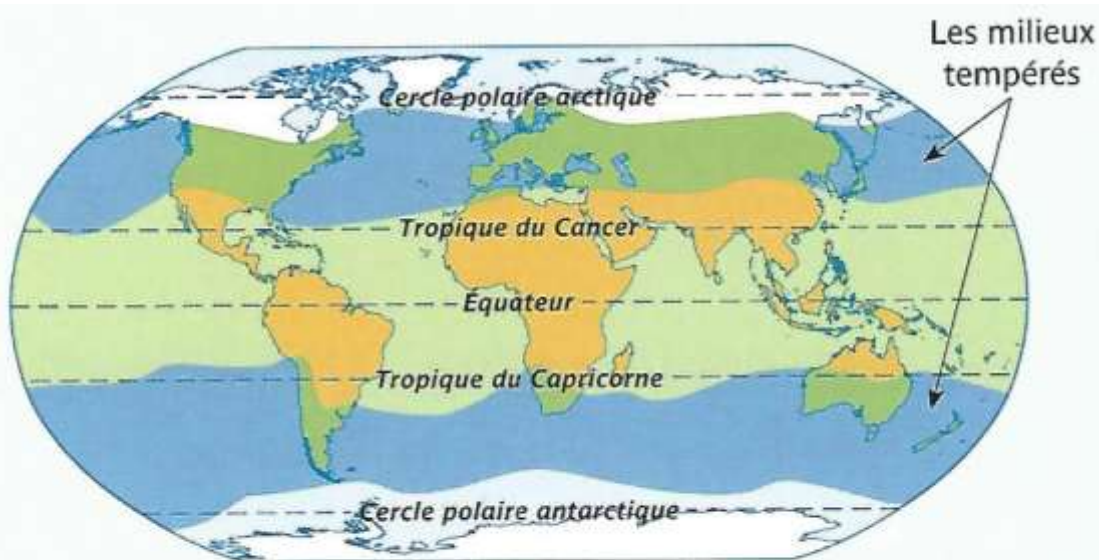 Les milieux
tempérés
Cercle polaire arctique
Tropique du Cancer
Équateur
Tropique du Capricorne
Cercle polaire antarctique